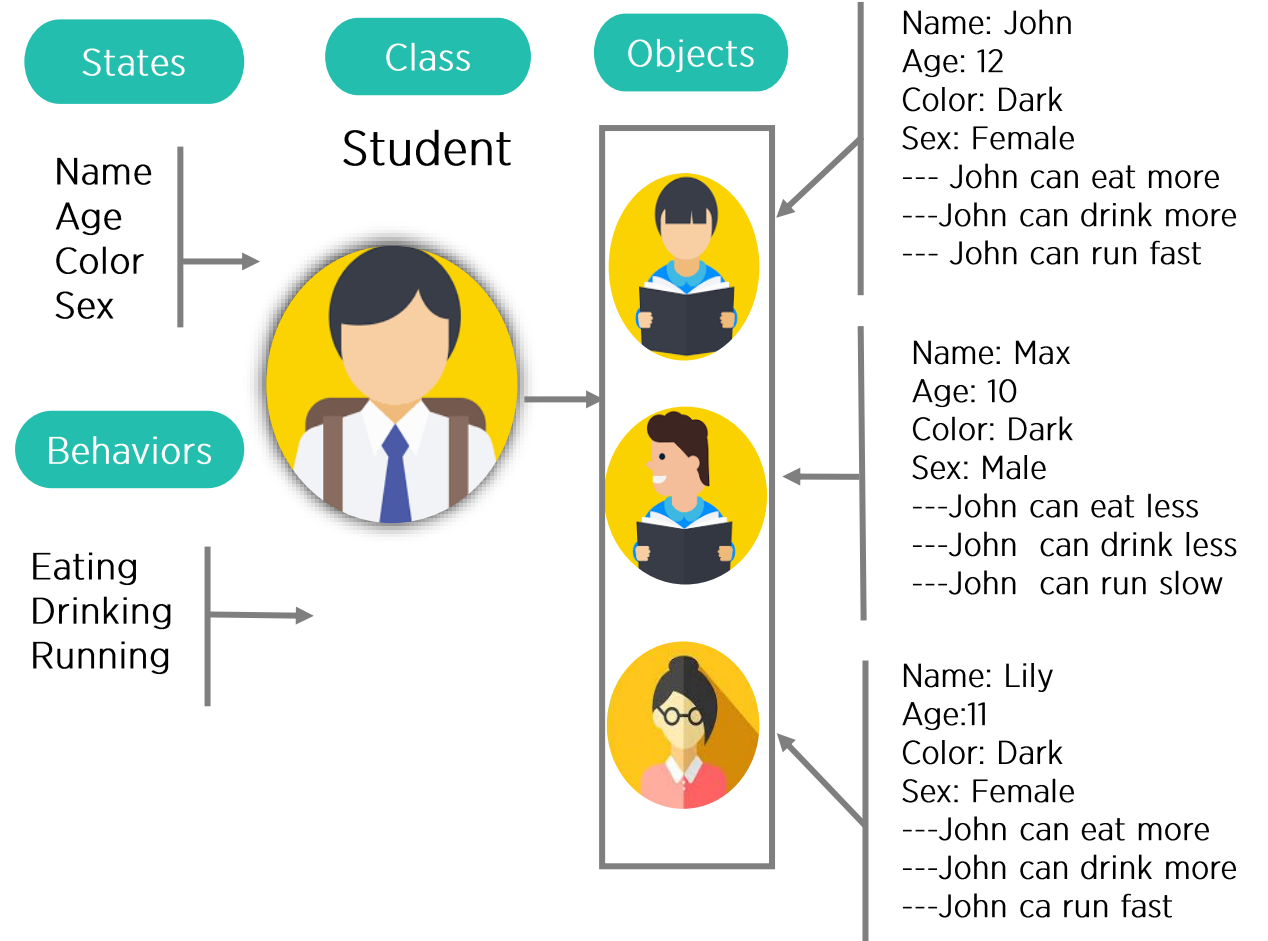 States
Class
Objects
Student
Name
Age
Color
Sex
Behaviors
Eating
Drinking
Running
Name: John
Age: 12
Color: Dark
Sex: Female
--- John can eat more
---John can drink more
--- John can run fast
Name: Max
Age: 10
Color: Dark
Sex: Male
---John can eat less
---John  can drink less
---John  can run slow
Name: Lily
Age:11
Color: Dark
Sex: Female
---John can eat more
---John can drink more
---John ca run fast